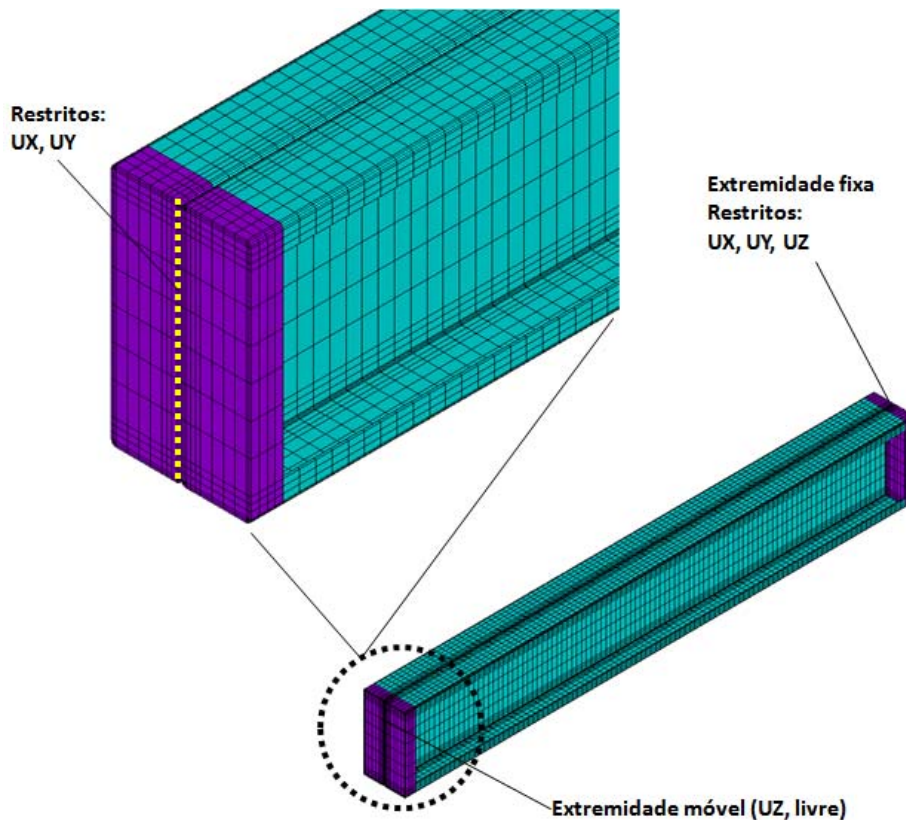 Restritos:
UX, UY
Extremidade fixa
Restritos:
UX, UY, UZ
Extremidade móvel (UZ, livre)